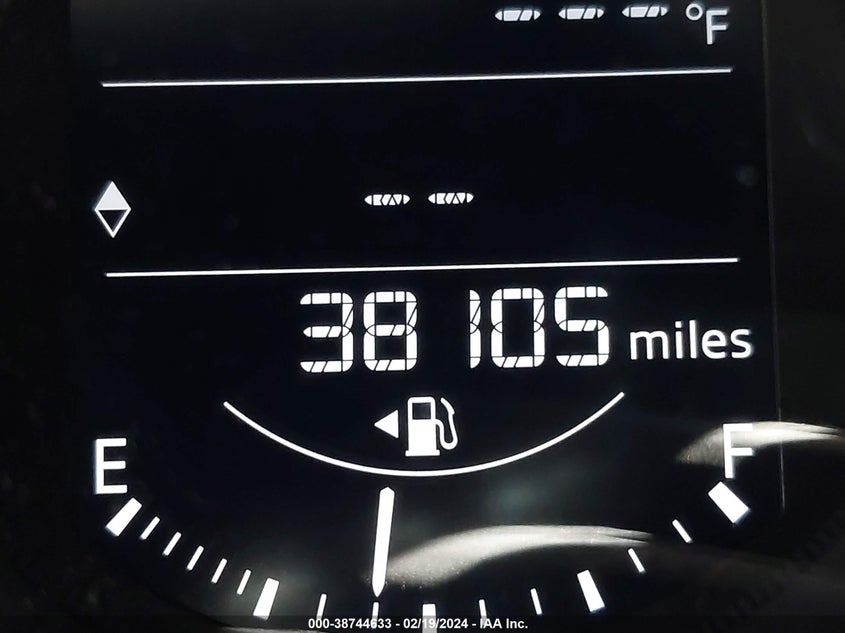 --- °F
--
38105 miles
E F
000-38744633 - 02/19/2024 - IAA Inc.